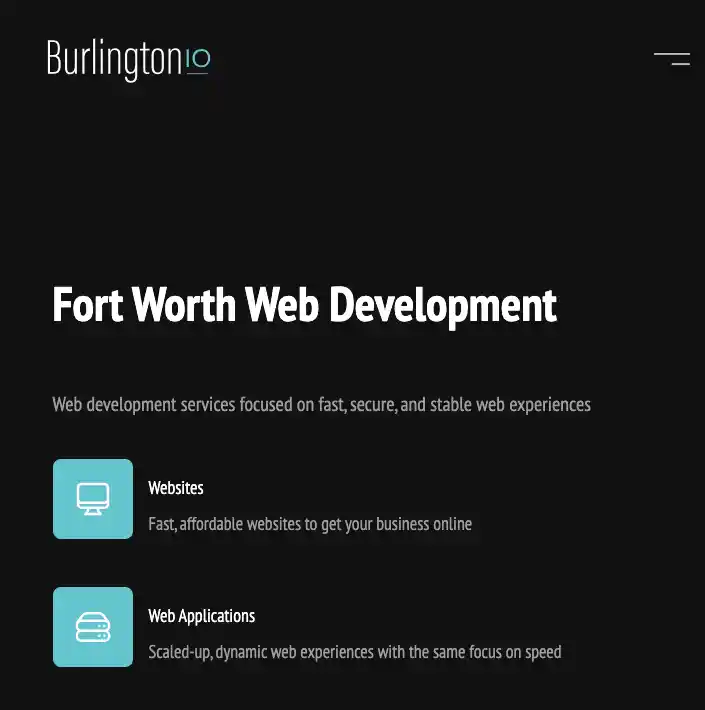 BurlingtonIO
Fort Worth Web Development
Web development services focused on fast, secure, and stable web experiences
Websites
Fast, affordable websites to get your business online
Web Applications
Scaled-up, dynamic web experiences with the same focus on speed